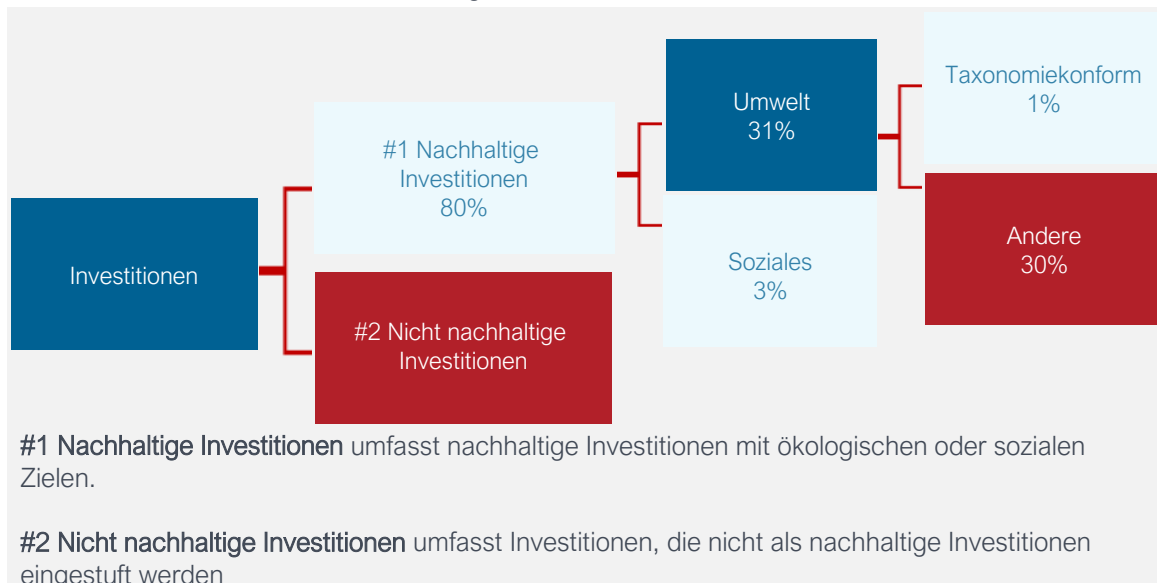 Investitionen
#1 Nachhaltige
Investitionen
80%
#2 Nicht nachhaltige
Investitionen
Umwelt
31%
Soziales
3%
Taxonomiekonform
1%
Andere
30%
#1 Nachhaltige Investitionen umfasst nachhaltige Investitionen mit ökologischen oder sozialen
Zielen.
#2 Nicht nachhaltige Investitionen umfasst Investitionen, die nicht als nachhaltige Investitionen
eingestuft werden